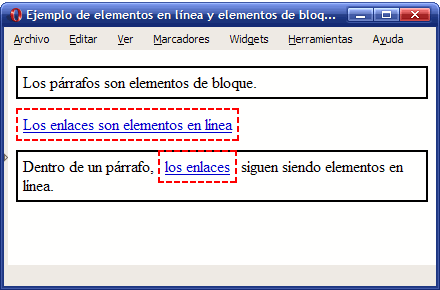 Ejemplo de elementos en línea y elementos de bloq...
Archivo Editar Ver Marcadores Widgets Herramientas Ayuda
Los párrafos son elementos de bloque.
Los enlaces son elementos en línea
Dentro de un párrafo, los enlaces siguen siendo elementos en
línea.